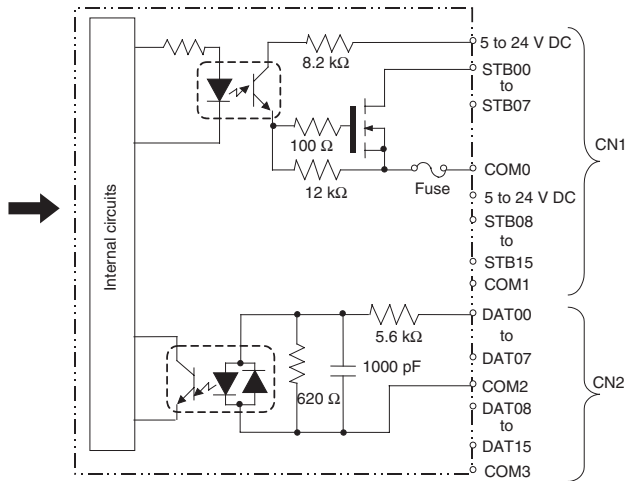 Internal circuits
8.2 kΩ
5 to 24 V DC
STB00
to
STB07
100 Ω
12 kΩ
Fuse
COM0
5 to 24 V DC
STB08
to
STB15
COM1
CN1
5.6 kΩ
DAT00
to
DAT07
1000 pF
620 Ω
COM2
DAT08
to
DAT15
COM3
CN2